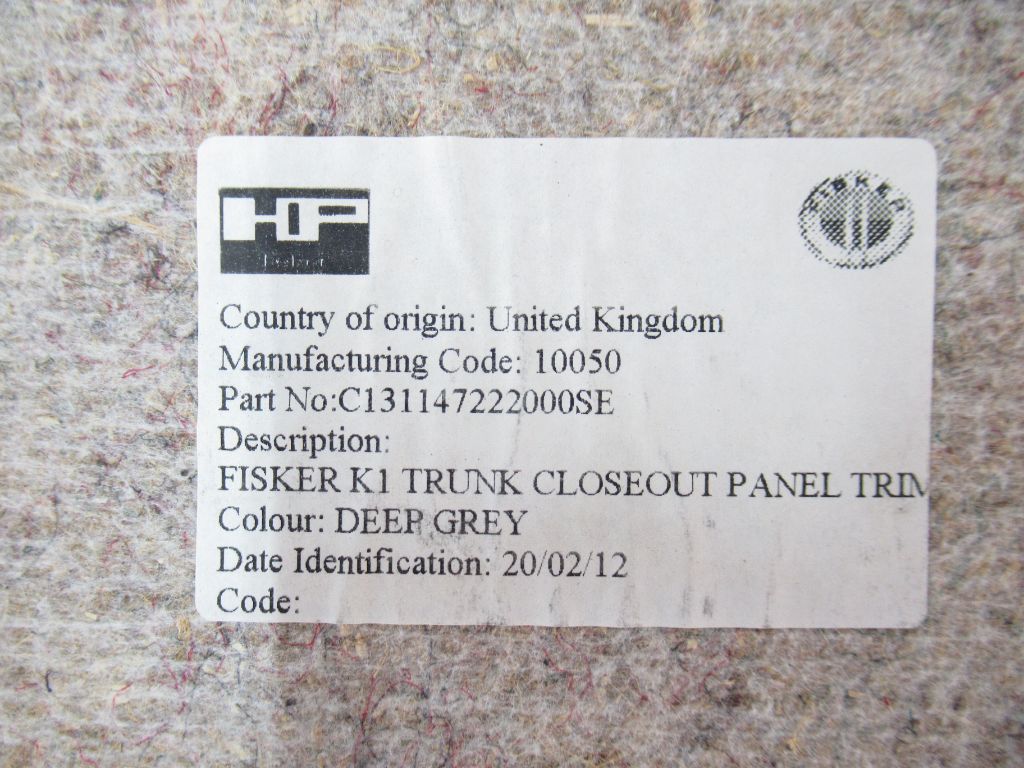 HP
FISKER
Country of origin: United Kingdom
Manufacturing Code: 10050
Part No:C131147222000SE
Description:
FISKER K1 TRUNK CLOSEOUT PANEL TRIM
Colour: DEEP GREY
Date Identification: 20/02/12
Code: